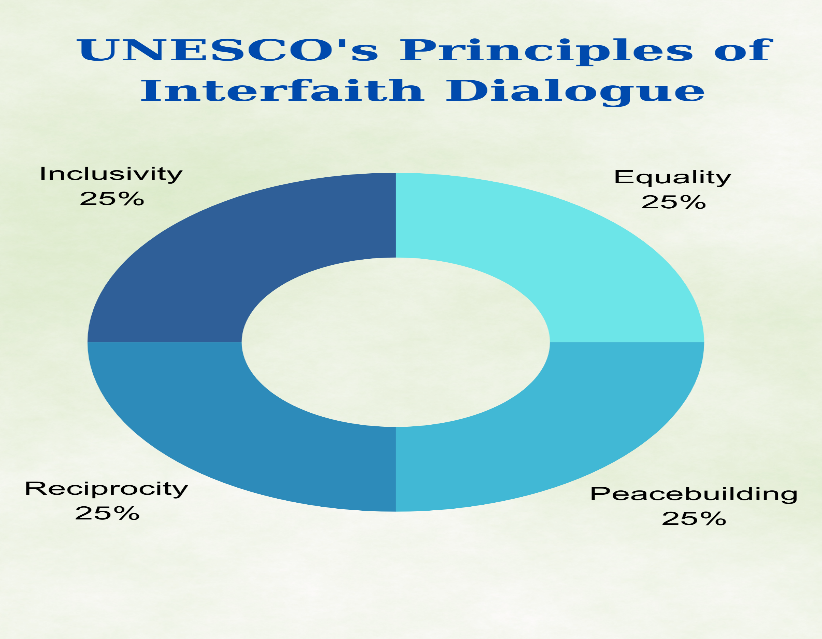 UNESCO's Principles of
Interfaith Dialogue
Inclusivity
25%
Equality
25%
Reciprocity
25%
Peacebuilding
25%